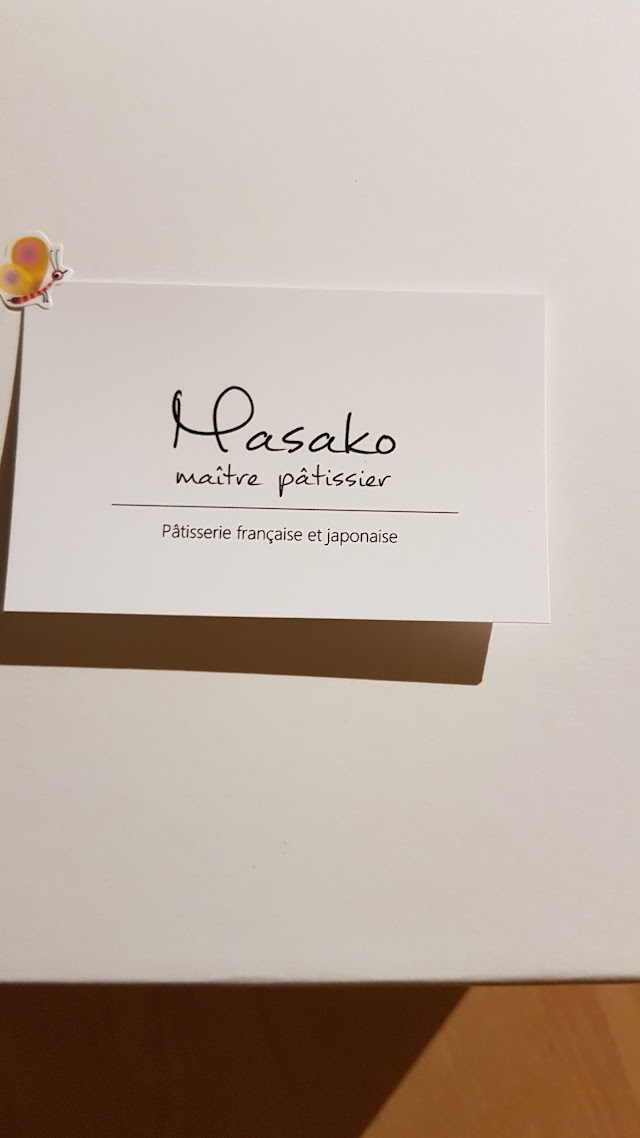 Masako
maître pâtissier
Pâtisserie française et japonaise